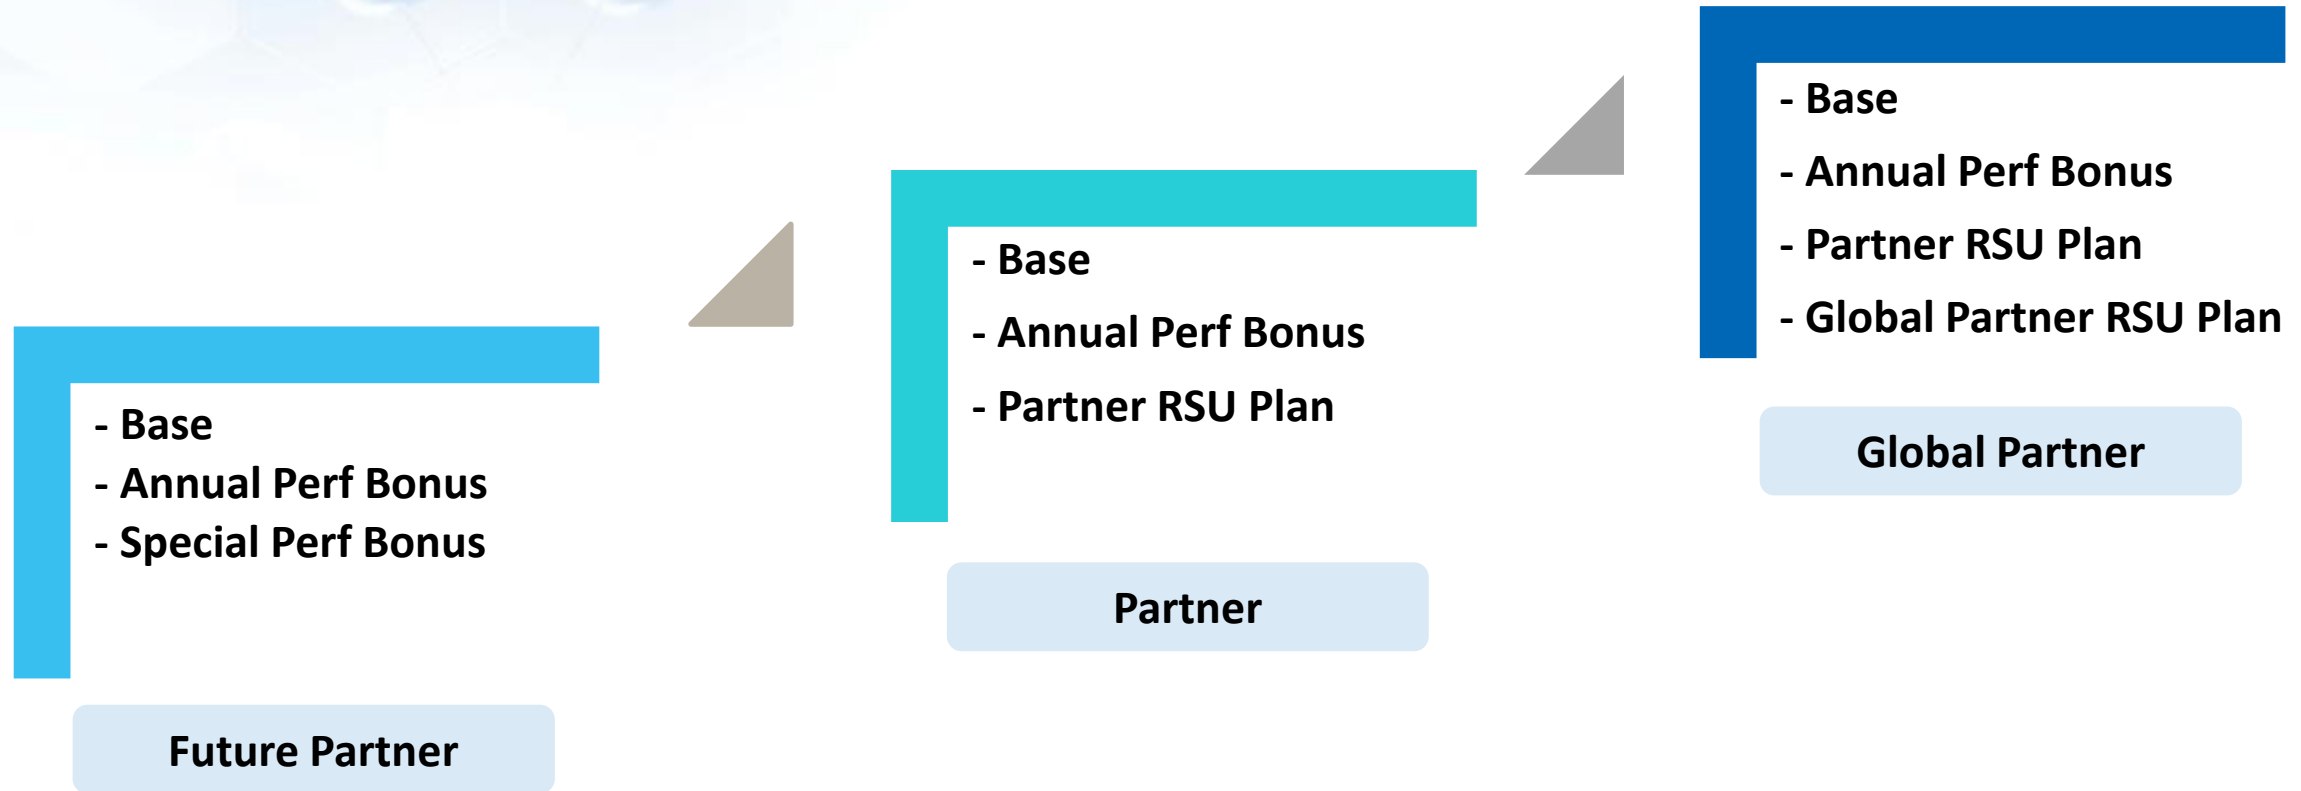 - Base
- Annual Perf Bonus
- Special Perf Bonus
Future Partner
- Base
- Annual Perf Bonus
- Partner RSU Plan
Partner
- Base
- Annual Perf Bonus
- Partner RSU Plan
- Global Partner RSU Plan
Global Partner